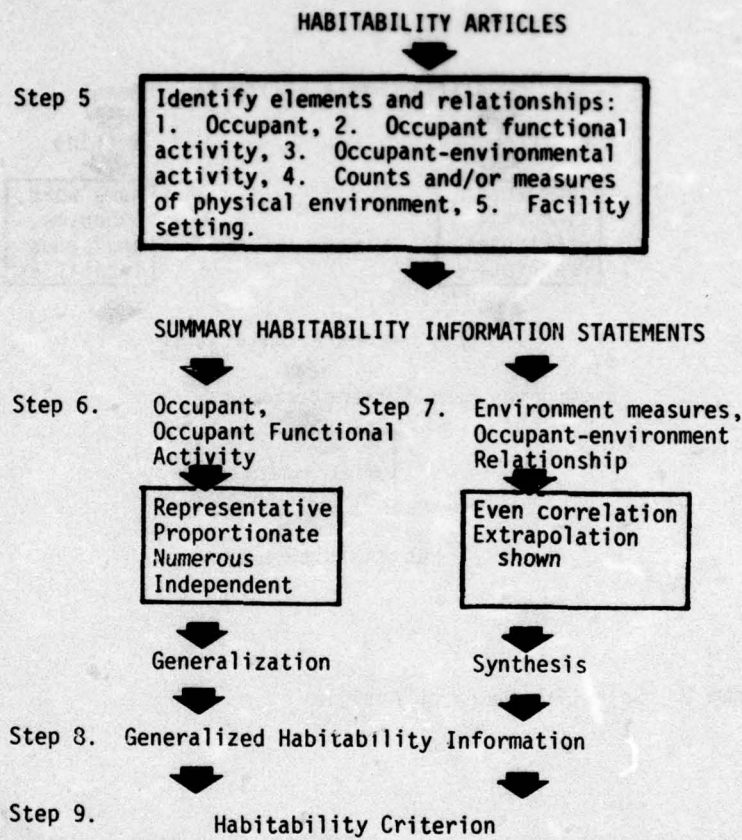 HABITABILITY ARTICLES
Step 5
Identify elements and relationships:
1. Occupant, 2. Occupant functional
activity, 3. Occupant-environmental
activity, 4. Counts and/or measures
of physical environment, 5. Facility
setting.
SUMMARY HABITABILITY INFORMATION STATEMENTS
Step 6.
Occupant,
Occupant Functional
Activity
Step 7.
Environment measures,
Occupant-environment
Relationship
Representative
Proportionate
Numerous
Independent
Even correlation
Extrapolation
shown
Generalization
Synthesis
Step 8. Generalized Habitability Information
Step 9. Habitability Criterion